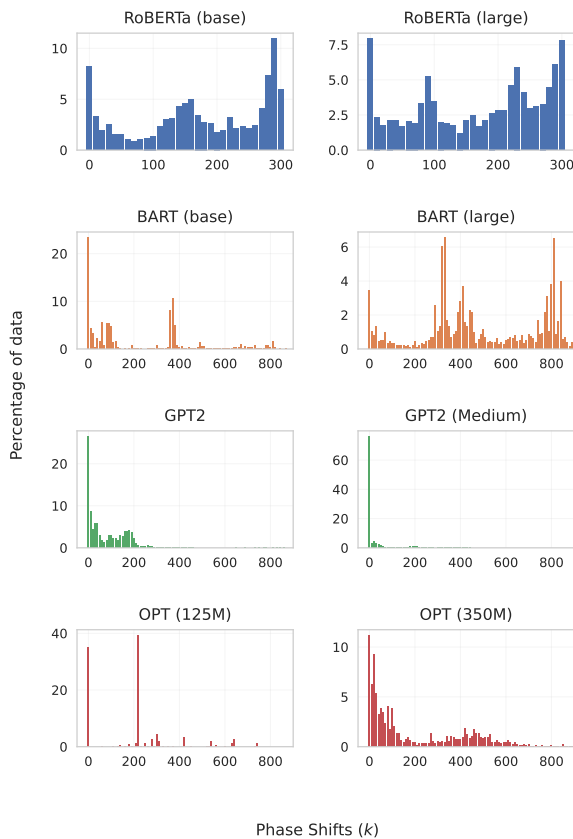 RoBERTa (base)
RoBERTa (large)
10
5
0
0 100 200 300
7.5
5.0
2.5
0.0
0 100 200 300
BART (base)
BART (large)
20
10
0
0 200 400 600 800
6
4
2
0
0 200 400 600 800
Percentage of data
GPT2
GPT2 (Medium)
20
10
0
0 200 400 600 800
60
40
20
0
0 200 400 600 800
OPT (125M)
OPT (350M)
40
20
0
0 200 400 600 800
10
5
0
0 200 400 600 800
Phase Shifts (k)